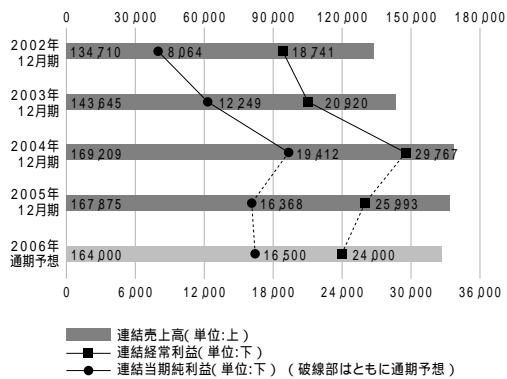 0 30,000 60,000 90,000 120,000 150,000 180,000
2002年
12月期
134,710 8,064 18,741
2003年
12月期
143,645 12,249 20,920
2004年
12月期
169,209 19,412 29,767
2005年
12月期
167,875 16,368 25,993
2006年
通期予想
164,000 16,500 24,000
0 6,000 12,000 18,000 24,000 30,000 36,000
連結売上高(単位:上)
連結経常利益(単位:下)
連結当期純利益(単位:下) (破線部はともに通期予想)